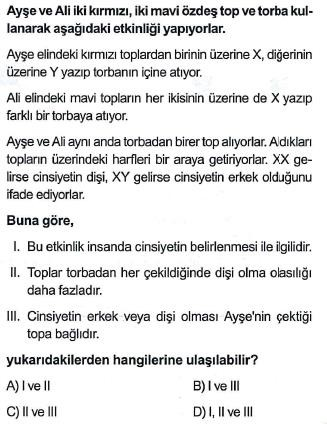 Ayşe ve Ali iki kırmızı, iki mavi özdeş top ve torba kul-
lanarak aşağıdaki etkinliği yapıyorlar.
Ayşe elindeki kırmızı toplardan birinin üzerine X, diğerinin
üzerine Y yazıp torbanın içine atıyor.
Ali elindeki mavi topların her ikisinin üzerine de X yazıp
farklı bir torbaya atıyor.
Ayşe ve Ali aynı anda torbadan birer top alıyorlar. Aldıkları
topların üzerindeki harfleri bir araya getiriyorlar. XX ge-
lirse cinsiyetin dişi, XY gelirse cinsiyetin erkek olduğunu
ifade ediyorlar.
Buna göre,
I. Bu etkinlik insanda cinsiyetin belirlenmesi ile ilgilidir.
II. Toplar torbadan her çekildiğinde dişi olma olasılığı
daha fazladır.
III. Cinsiyetin erkek veya dişi olması Ayşe'nin çektiği
topa bağlıdır.
yukarıdakilerden hangilerine ulaşılabilir?
A) I ve II B) I ve III
C) II ve III D) I, II ve III